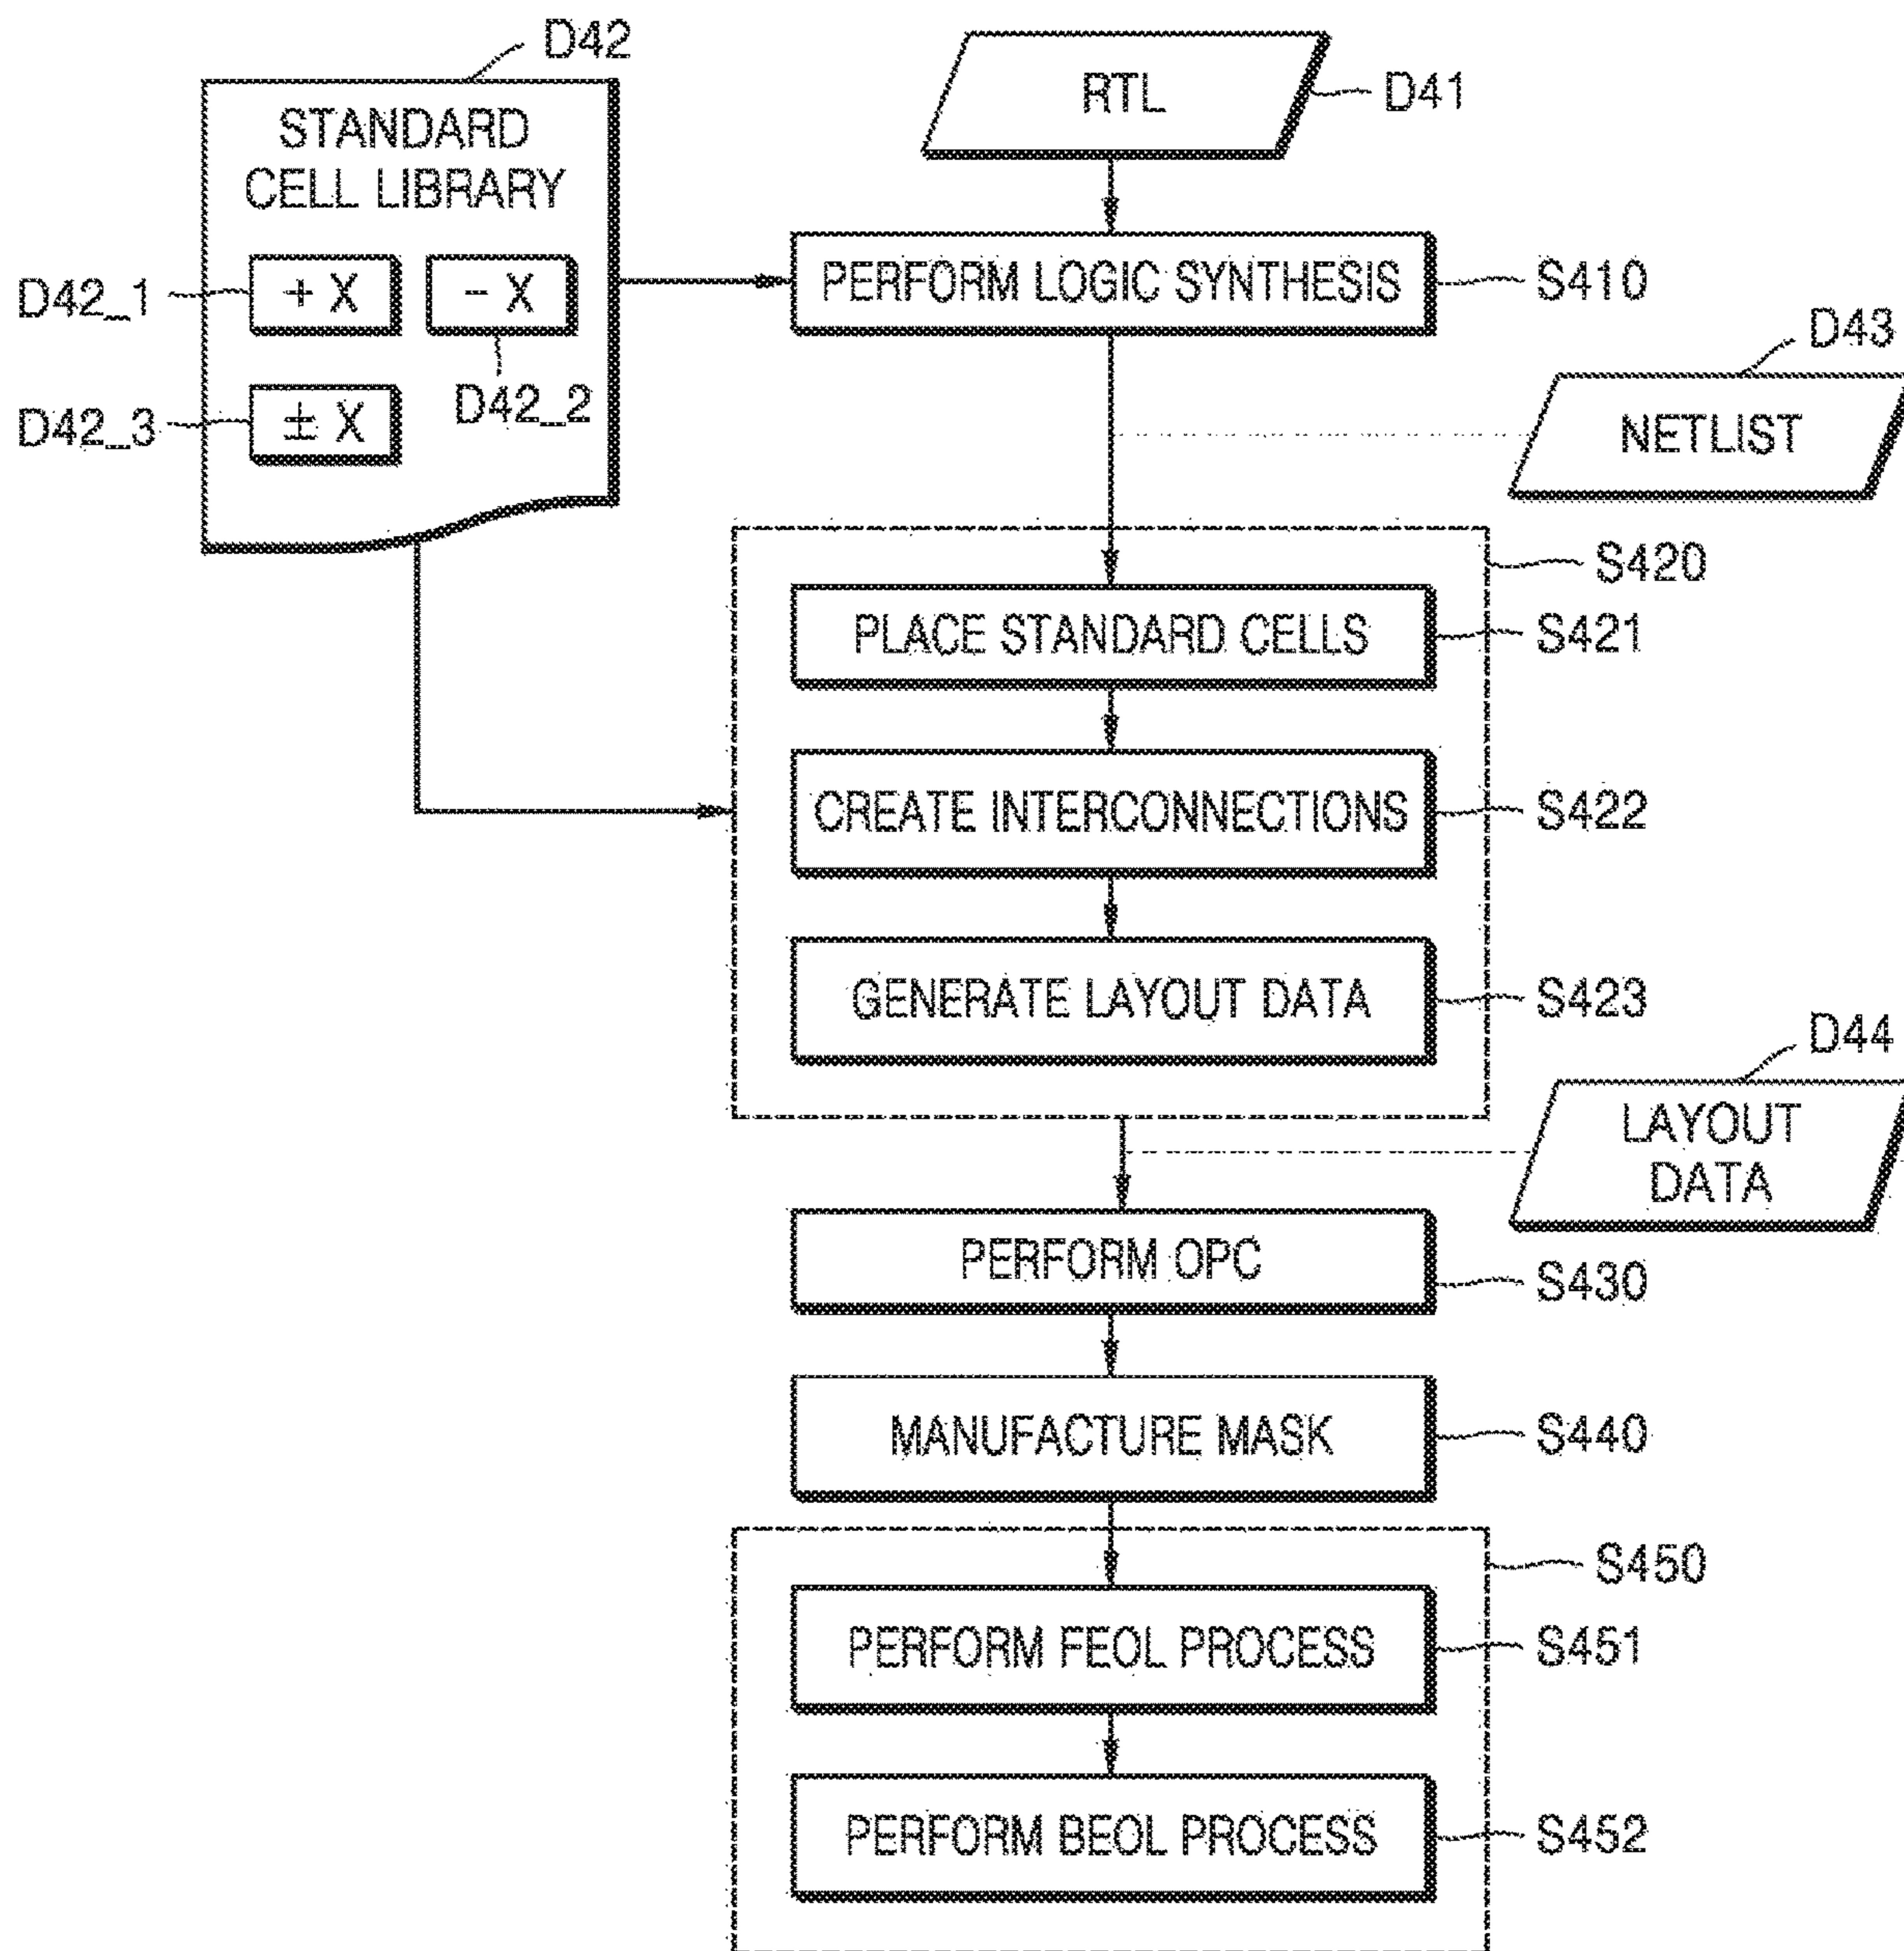 D42
STANDARD
CELL LIBRARY
D42_1
+ X
- X
D42_2
D42_3
± X
RTL
D41
PERFORM LOGIC SYNTHESIS
S410
D43
NETLIST
S420
PLACE STANDARD CELLS
S421
CREATE INTERCONNECTIONS
S422
GENERATE LAYOUT DATA
S423
D44
LAYOUT
DATA
PERFORM OPC
S430
MANUFACTURE MASK
S440
S450
PERFORM FEOL PROCESS
S451
PERFORM BEOL PROCESS
S452